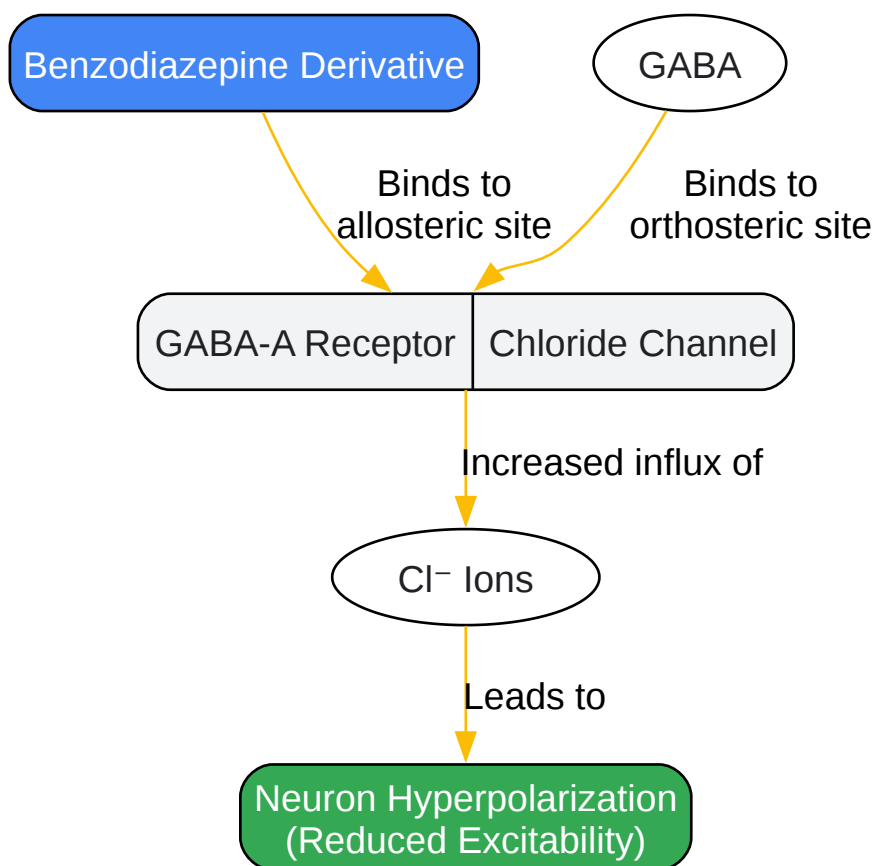 Benzodiazepine Derivative
GABA
Binds to
allosteric site
Binds to
orthosteric site
GABA-A Receptor
Chloride Channel
Increased influx of
Cl⁻ Ions
Leads to
Neuron Hyperpolarization
(Reduced Excitability)